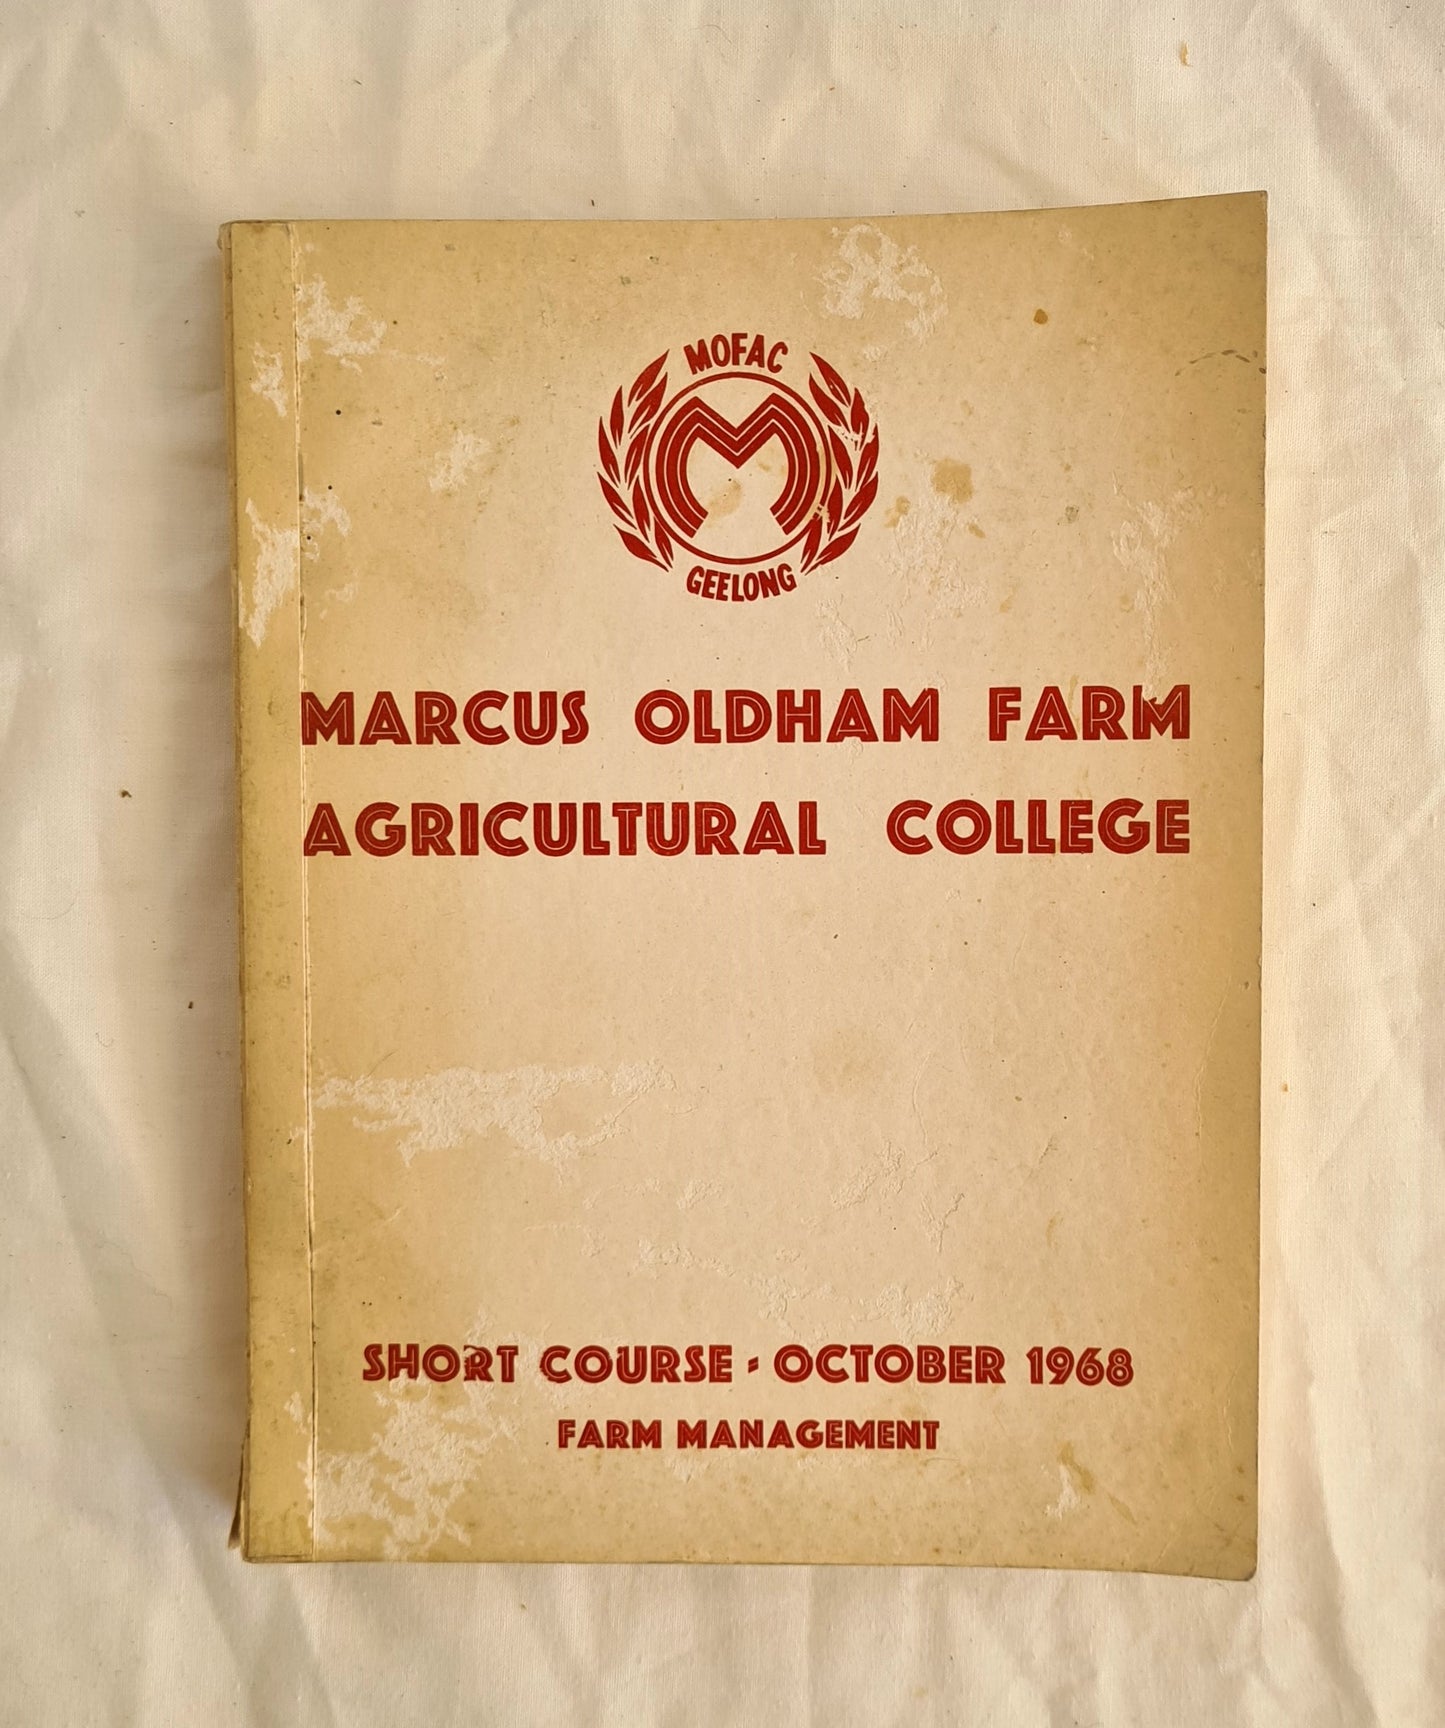 MOFAC
GEELONG
MARCUS OLDHAM FARM
AGRICULTURAL COLLEGE
SHORT COURSE - OCTOBER 1968
FARM MANAGEMENT